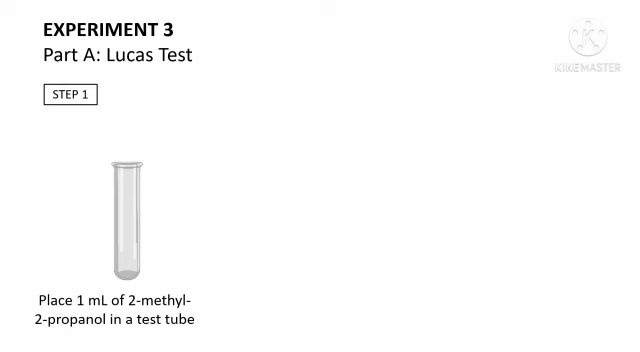 EXPERIMENT 3
Part A: Lucas Test
KINEMASTER
STEP 1
Place 1 mL of 2-methyl-
2-propanol in a test tube